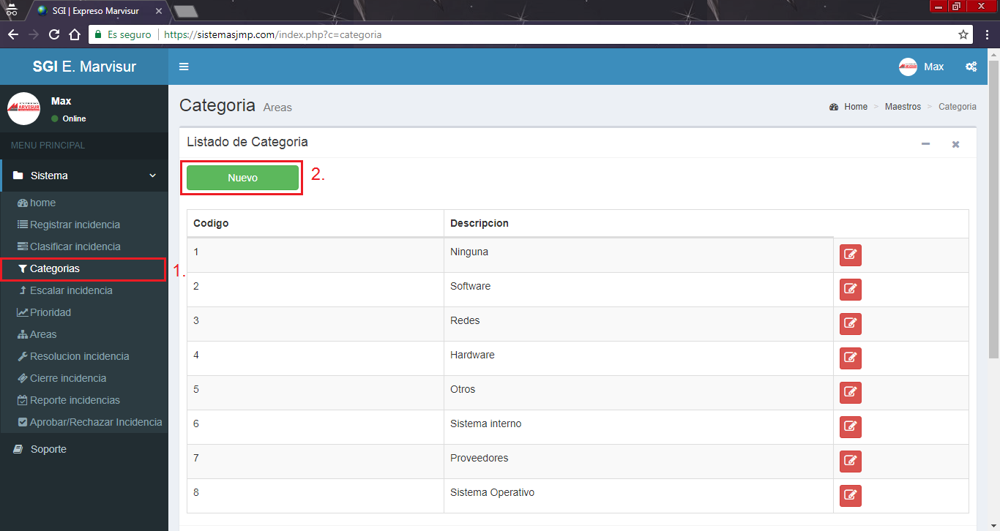 SGI | Expreso Marvisur
Es seguro https://sistemasjmp.com/index.php?c=categoria
SGI E. Marvisur
Max
Max
Online
MENU PRINCIPAL
Sistema
home
Registrar incidencia
Clasificar incidencia
Categorias
1.
Escalar incidencia
Prioridad
Areas
Resolucion incidencia
Cierre incidencia
Reporte incidencias
Aprobar/Rechazar Incidencia
Soporte
Categoria Areas
Home > Maestros > Categoria
Listado de Categoria
Nuevo
2.
Codigo Descripcion
1 Ninguna
2 Software
3 Redes
4 Hardware
5 Otros
6 Sistema interno
7 Proveedores
8 Sistema Operativo